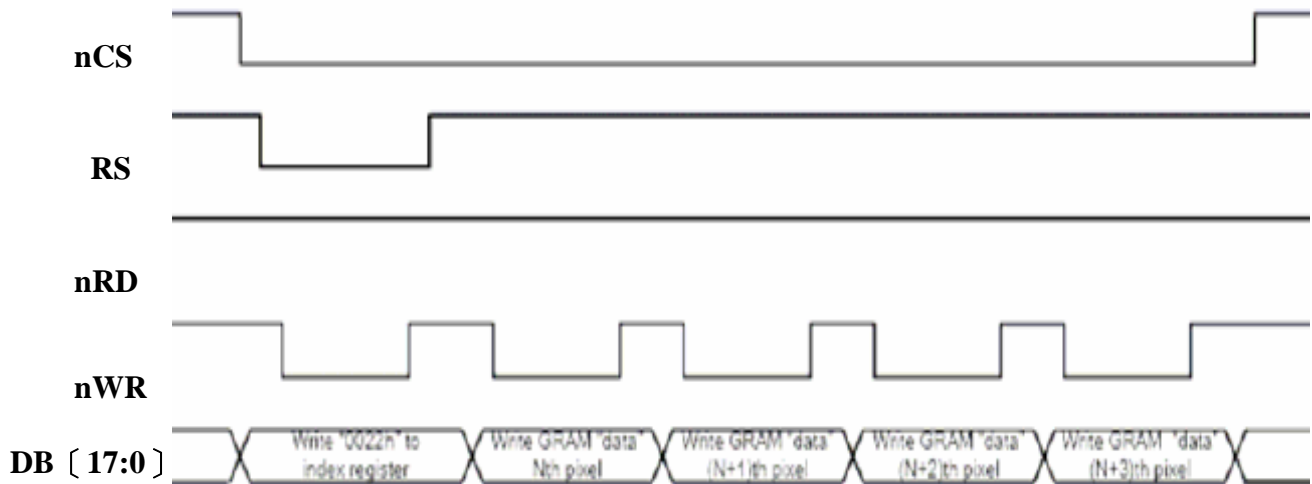 nCS
RS
nRD
nWR
DB〔17:0〕
Write "0022h" to
index register
Write GRAM "data"
Nth pixel
Write GRAM "data"
(N+1)th pixel
Write GRAM "data"
(N+2)th pixel
Write GRAM "data"
(N+3)th pixel